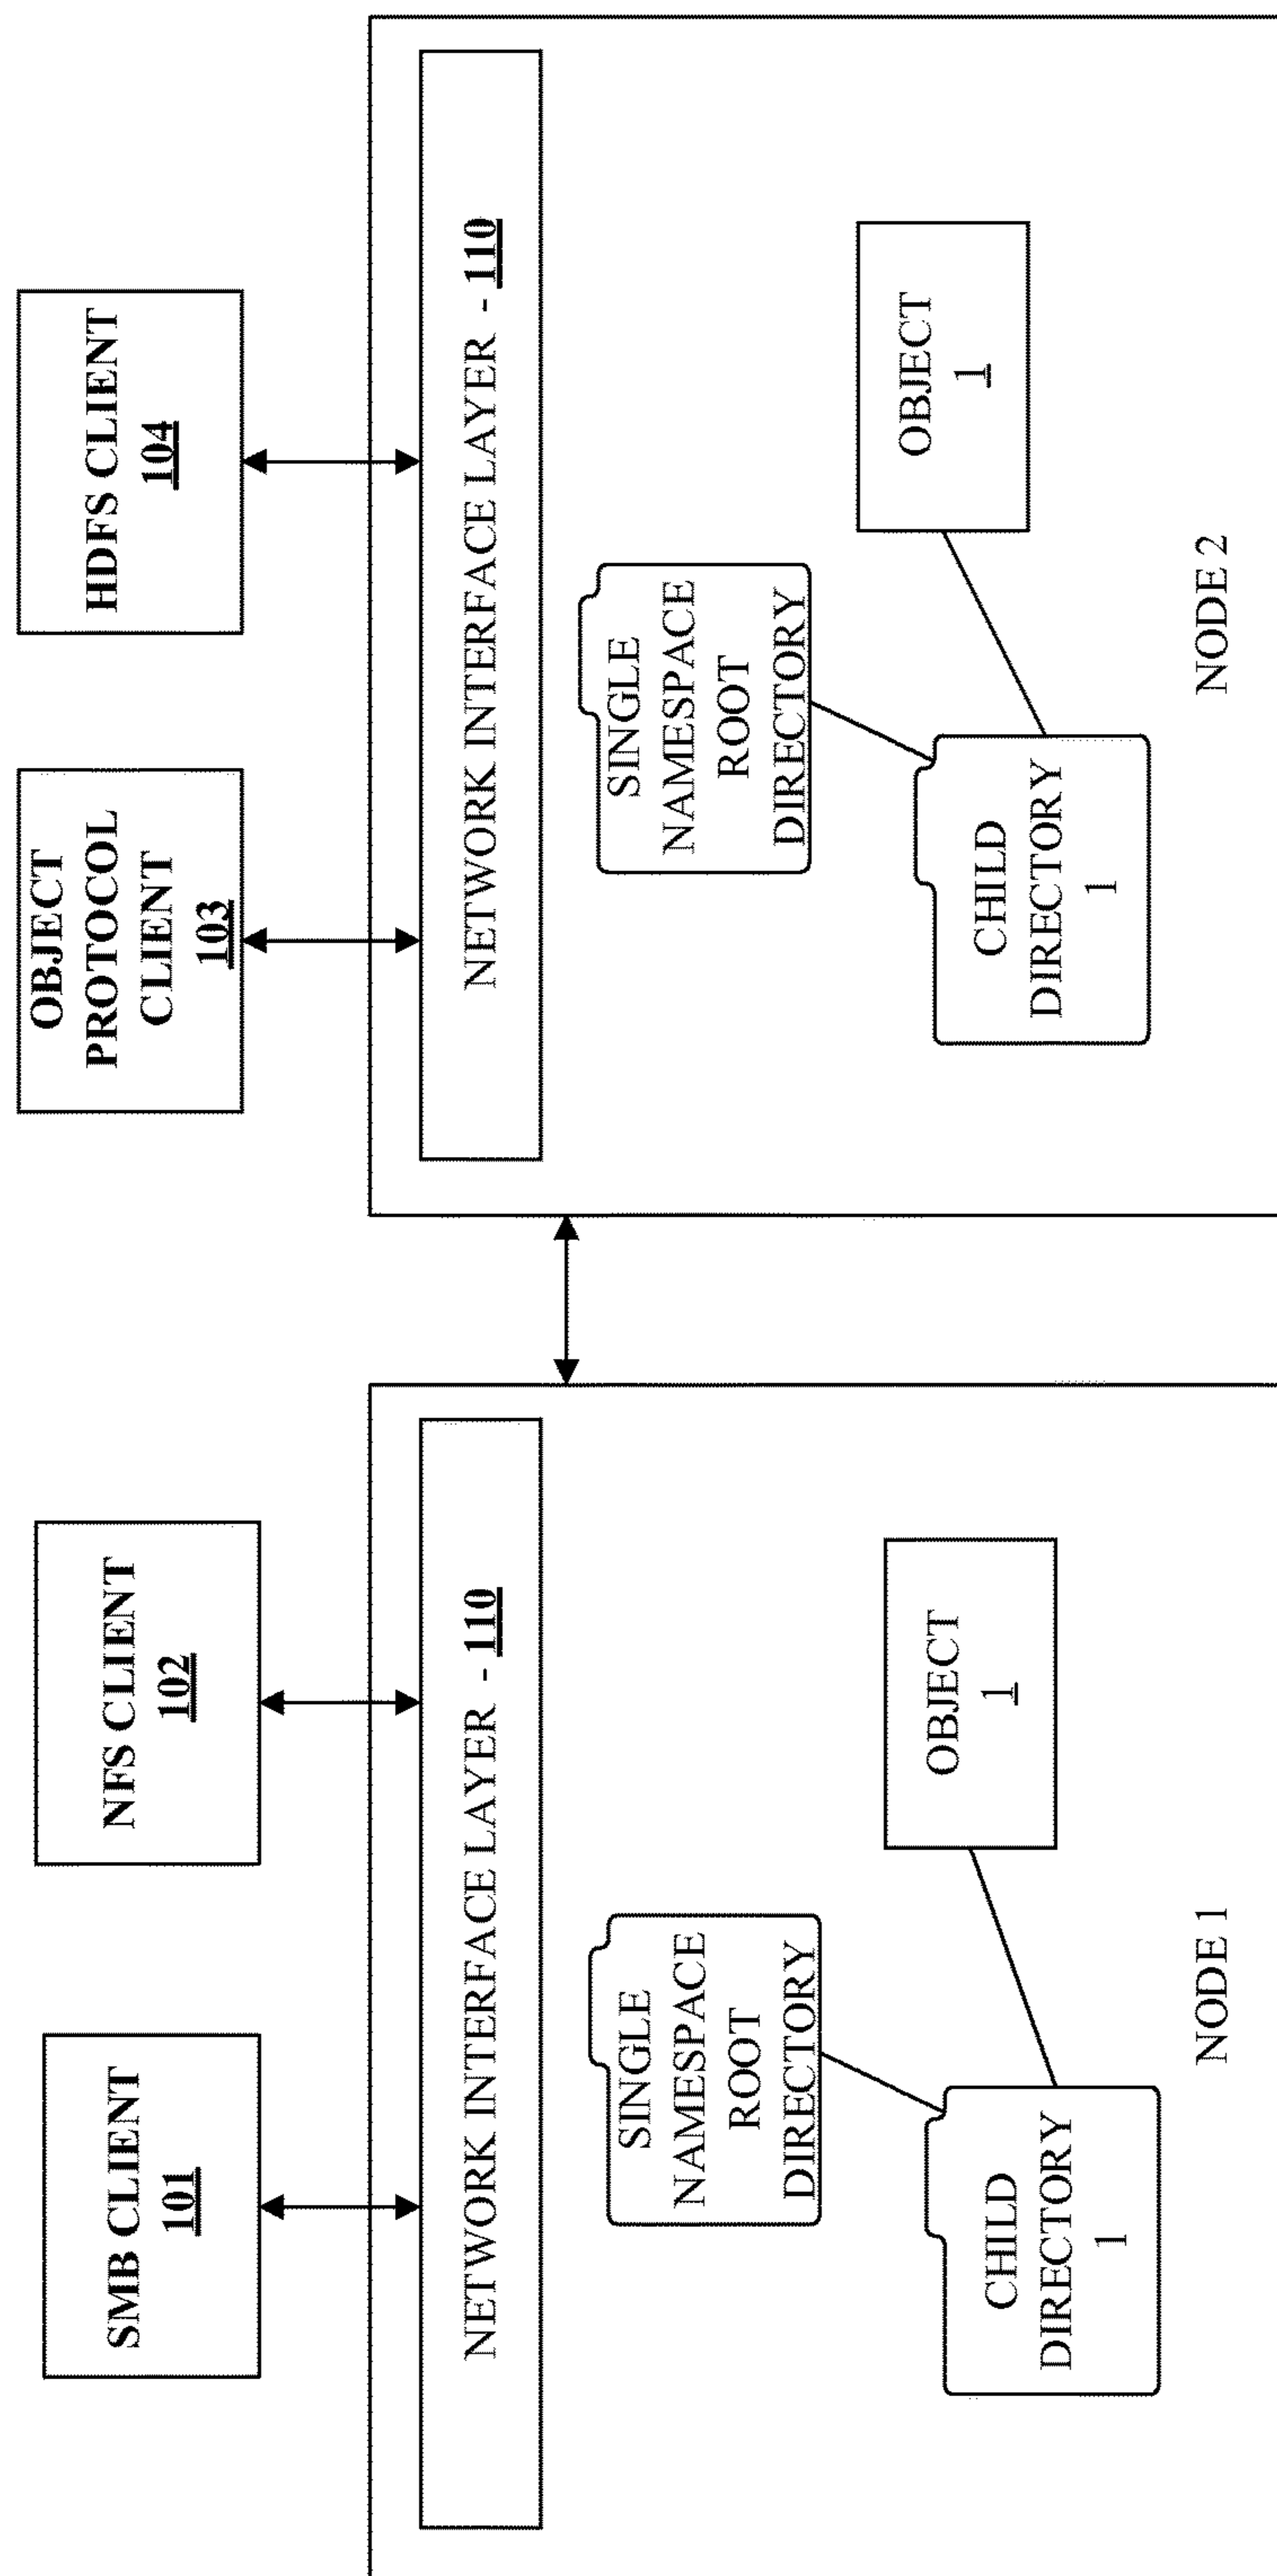 SMB CLIENT
101
NFS CLIENT
102
OBJECT
PROTOCOL
CLIENT
103
HDFS CLIENT
104
NETWORK INTERFACE LAYER - 110
SINGLE
NAMESPACE
ROOT
DIRECTORY
CHILD
DIRECTORY
1
OBJECT
1
NODE 1
NETWORK INTERFACE LAYER - 110
SINGLE
NAMESPACE
ROOT
DIRECTORY
CHILD
DIRECTORY
1
OBJECT
1
NODE 2